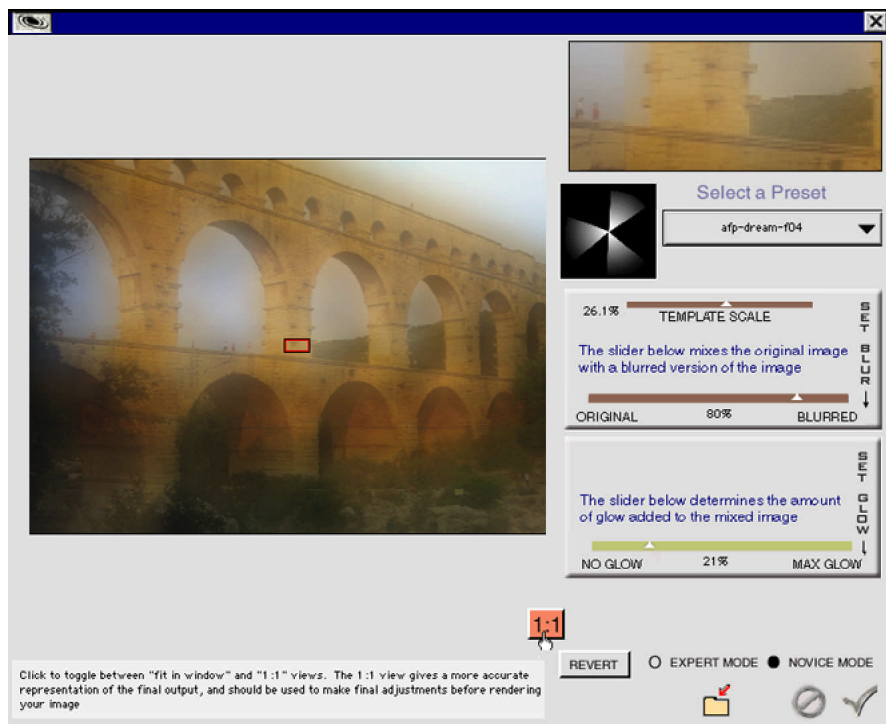 Select a Preset
afp-dream-f04
26.1%
TEMPLATE SCALE
SET BLUR
The slider below mixes the original image
with a blurred version of the image
ORIGINAL 80% BLURRED
SET GLOW
The slider below determines the amount
of glow added to the mixed image
NO GLOW 21% MAX GLOW
1:1
REVERT EXPERT MODE NOVICE MODE
Click to toggle between "fit in window" and "1:1" views. The 1:1 view gives a more accurate
representation of the final output, and should be used to make final adjustments before rendering
your image